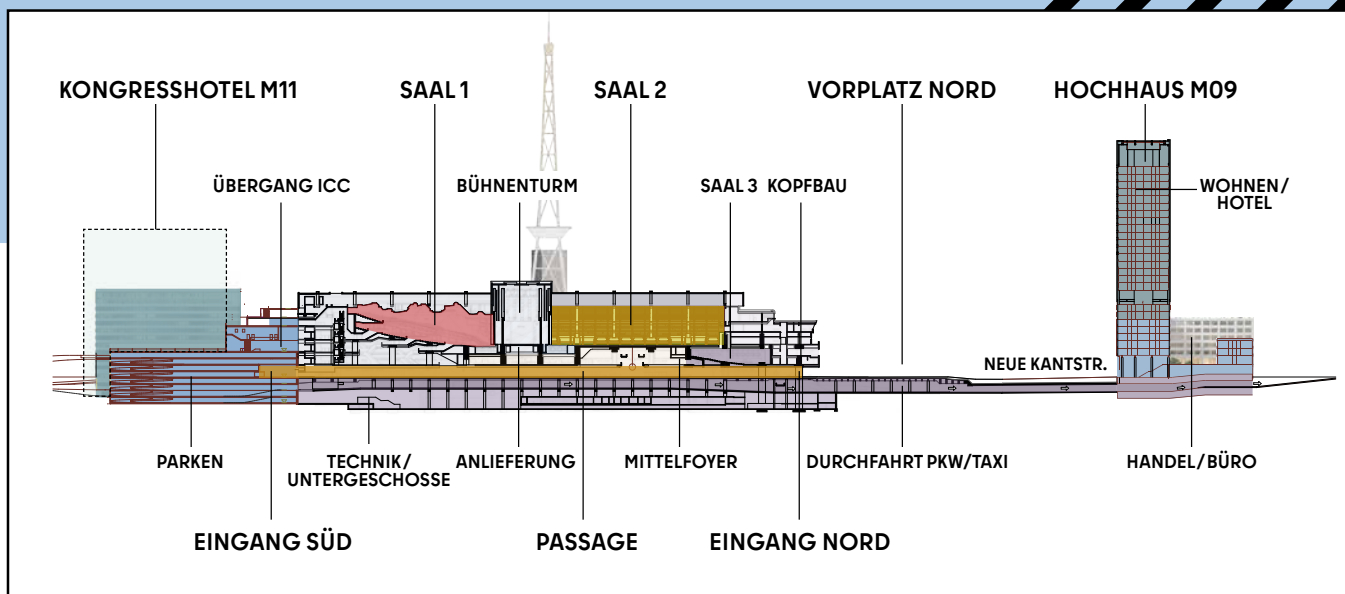 KONGRESSHOTEL M11
SAAL 1
SAAL 2
VORPLATZ NORD
HOCHHAUS M09
ÜBERGANG ICC
BÜHNENTURM
SAAL 3 KOPFBAU
WOHNEN/
HOTEL
NEUE KANTSTR.
PARKEN
TECHNIK/
UNTERGESCHOSSE
ANLIEFERUNG
MITTELFOYER
DURCHFAHRT PKW/TAXI
HANDEL/BÜRO
EINGANG SÜD
PASSAGE
EINGANG NORD